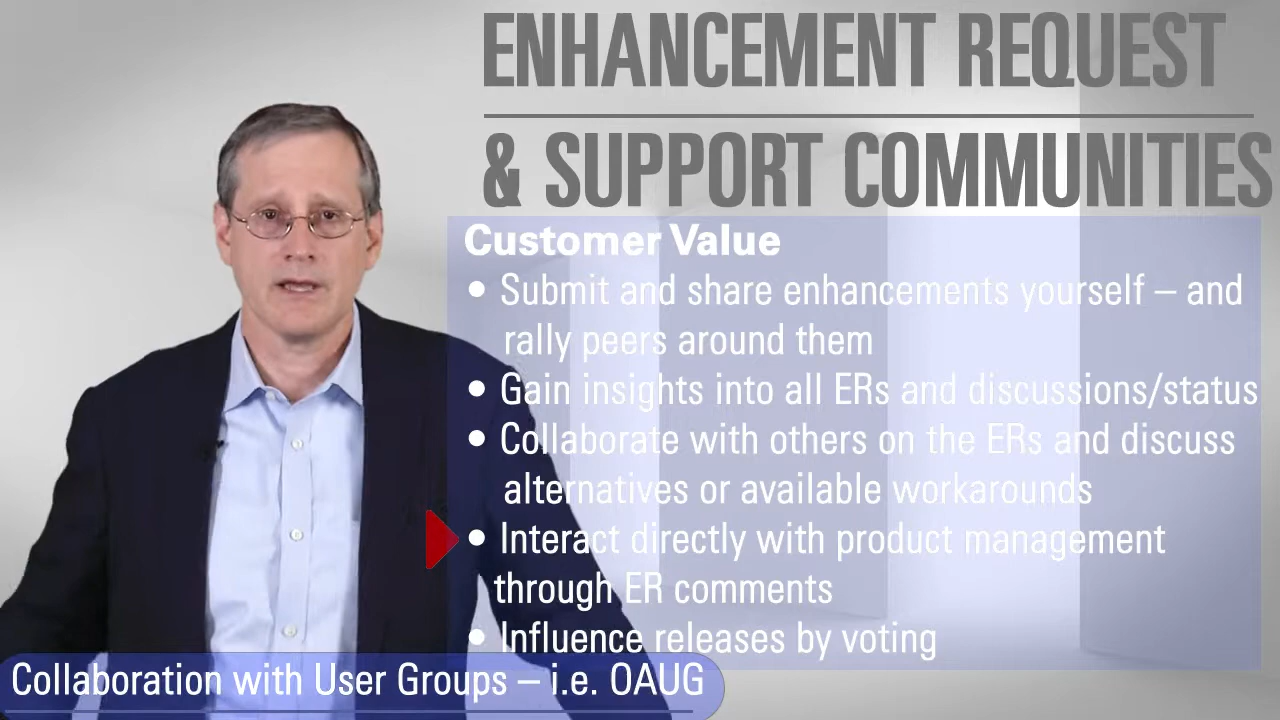 ENHANCEMENT REQUEST
& SUPPORT COMMUNITIES
Customer Value
• Submit and share enhancements yourself – and
rally peers around them
• Gain insights into all ERs and discussions/status
• Collaborate with others on the ERs and discuss
alternatives or available workarounds
• Interact directly with product management
through ER comments
• Influence releases by voting
Collaboration with User Groups – i.e. OAUG